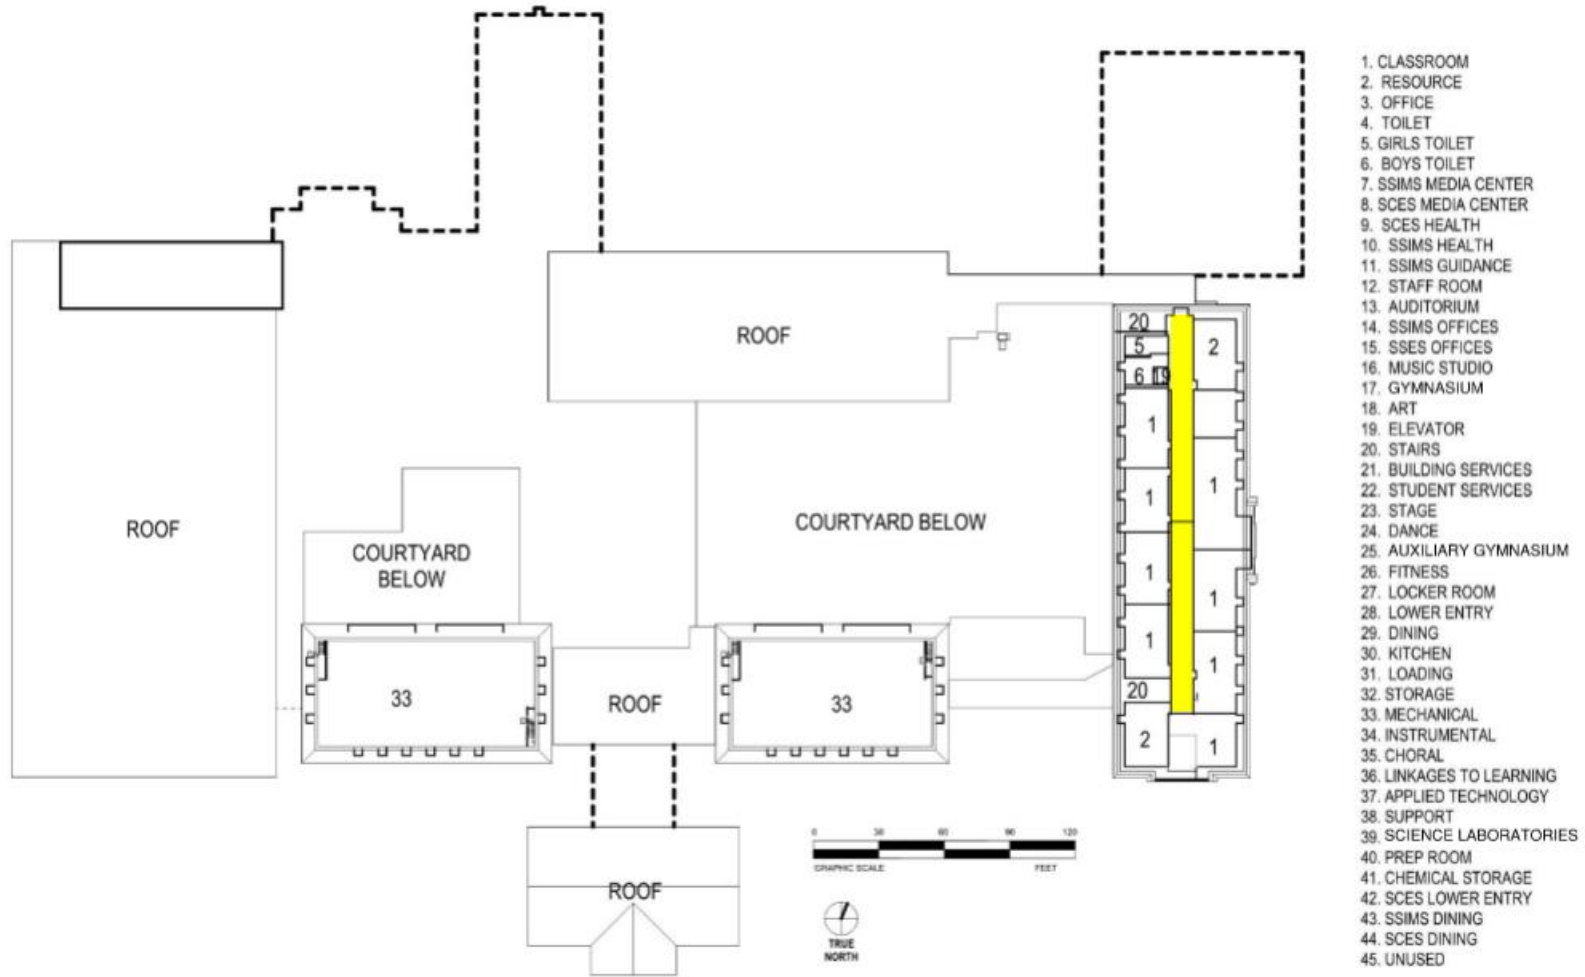 ROOF
ROOF
COURTYARD BELOW
COURTYARD
BELOW
33
ROOF
33
ROOF
20
5
2
6 19
1
1
1
1
1
1
1
20
2
1
0 30 60 90 120
GRAPHIC SCALE FEET
TRUE
NORTH
1. CLASSROOM
2. RESOURCE
3. OFFICE
4. TOILET
5. GIRLS TOILET
6. BOYS TOILET
7. SSIMS MEDIA CENTER
8. SCES MEDIA CENTER
9. SCES HEALTH
10. SSIMS HEALTH
11. SSIMS GUIDANCE
12. STAFF ROOM
13. AUDITORIUM
14. SSIMS OFFICES
15. SSES OFFICES
16. MUSIC STUDIO
17. GYMNASIUM
18. ART
19. ELEVATOR
20. STAIRS
21. BUILDING SERVICES
22. STUDENT SERVICES
23. STAGE
24. DANCE
25. AUXILIARY GYMNASIUM
26. FITNESS
27. LOCKER ROOM
28. LOWER ENTRY
29. DINING
30. KITCHEN
31. LOADING
32. STORAGE
33. MECHANICAL
34. INSTRUMENTAL
35. CHORAL
36. LINKAGES TO LEARNING
37. APPLIED TECHNOLOGY
38. SUPPORT
39. SCIENCE LABORATORIES
40. PREP ROOM
41. CHEMICAL STORAGE
42. SCES LOWER ENTRY
43. SSIMS DINING
44. SCES DINING
45. UNUSED